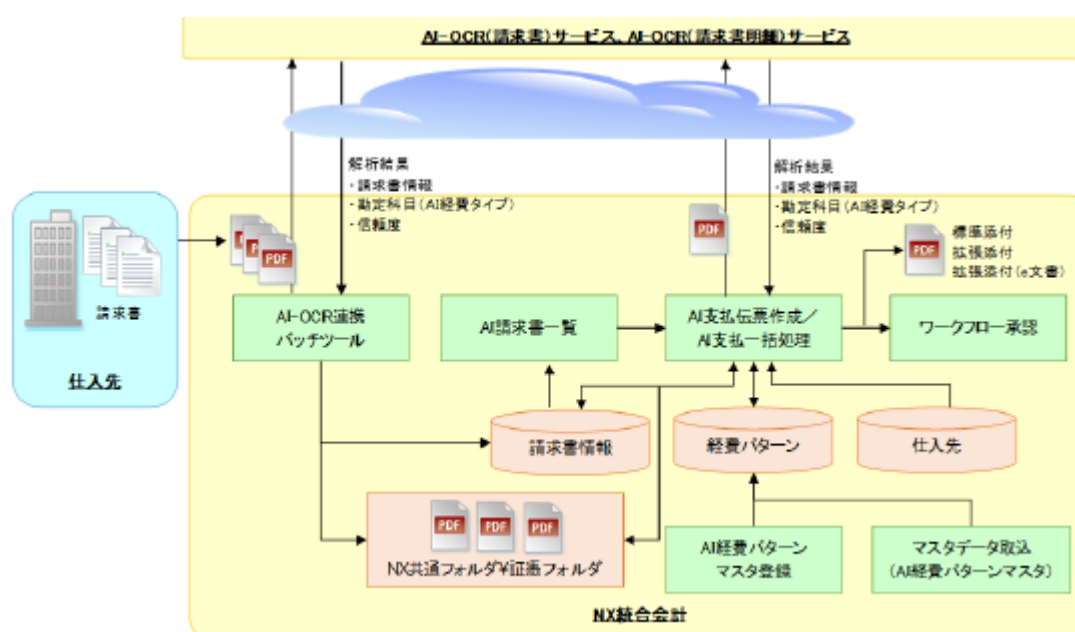 AI-OCR(請求書)サービス、AI-OCR(請求書明細)サービス
解析結果
・請求書情報
・勘定科目(AI経費タイプ)
・信頼度
解析結果
・請求書情報
・勘定科目(AI経費タイプ)
・信頼度
PDF
PDF
PDF
標準添付
拡張添付
拡張添付(e文書)
請求書
仕入先
AI-OCR連携
バッチツール
AI請求書一覧
AI支払伝票作成/
AI支払一括処理
ワークフロー承認
請求書情報
経費パターン
仕入先
PDF
PDF
PDF
NX共通フォルダ¥証憑フォルダ
AI経費パターン
マスタ登録
マスタデータ取込
(AI経費パターンマスタ)
NX統合会計